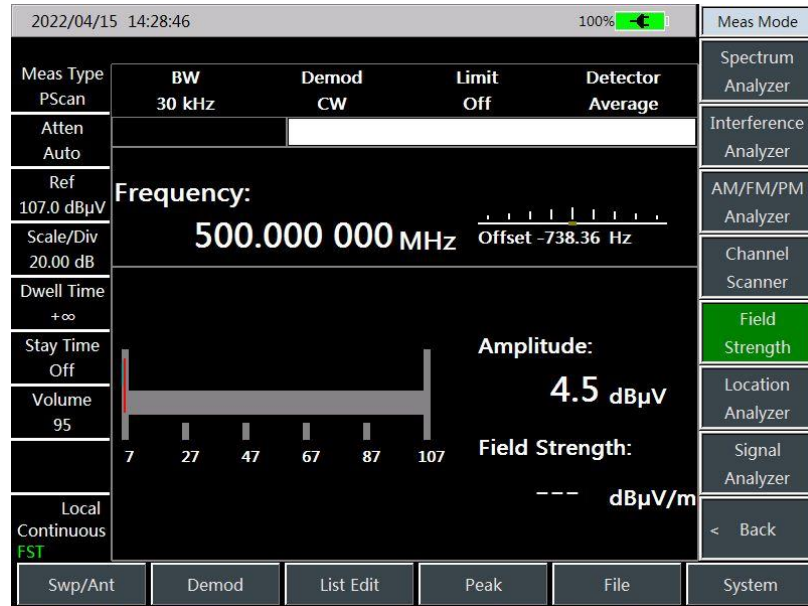 2022/04/15 14:28:46
100%
Meas Mode
Meas Type
PScan
Atten
Auto
Ref
107.0 dBµV
Scale/Div
20.00 dB
Dwell Time
+∞
Stay Time
Off
Volume
95
Local
Continuous
FST
BW Demod Limit Detector
30 kHz CW Off Average
Frequency:
500.000 000 MHz
Offset -738.36 Hz
7 27 47 67 87 107
Amplitude:
4.5 dBµV
Field Strength:
--- dBµV/m
Spectrum
Analyzer
Interference
Analyzer
AM/FM/PM
Analyzer
Channel
Scanner
Field
Strength
Location
Analyzer
Signal
Analyzer
< Back
Swp/Ant Demod List Edit Peak File System